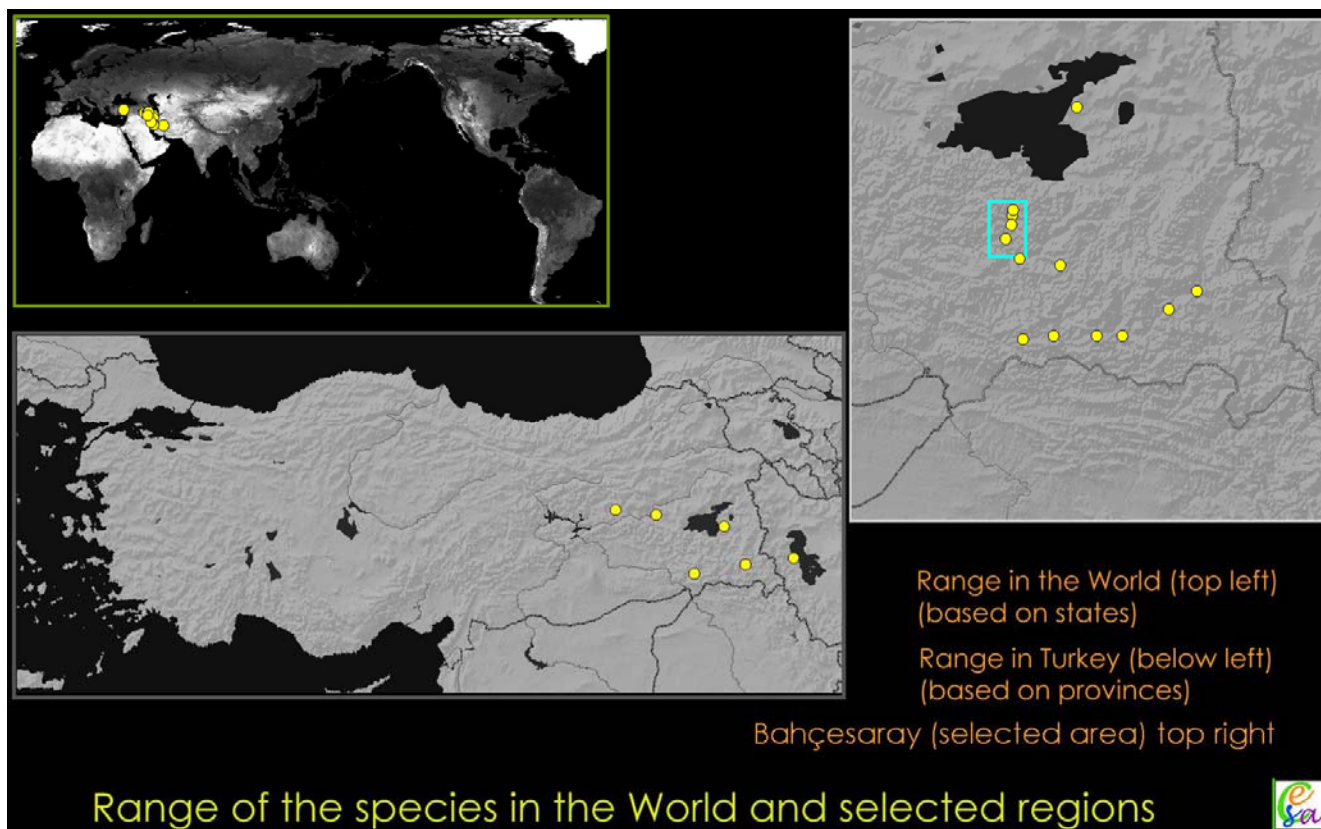 Range in the World (top left)
(based on states)
Range in Turkey (below left)
(based on provinces)
Bahçesaray (selected area) top right
Range of the species in the World and selected regions
esa